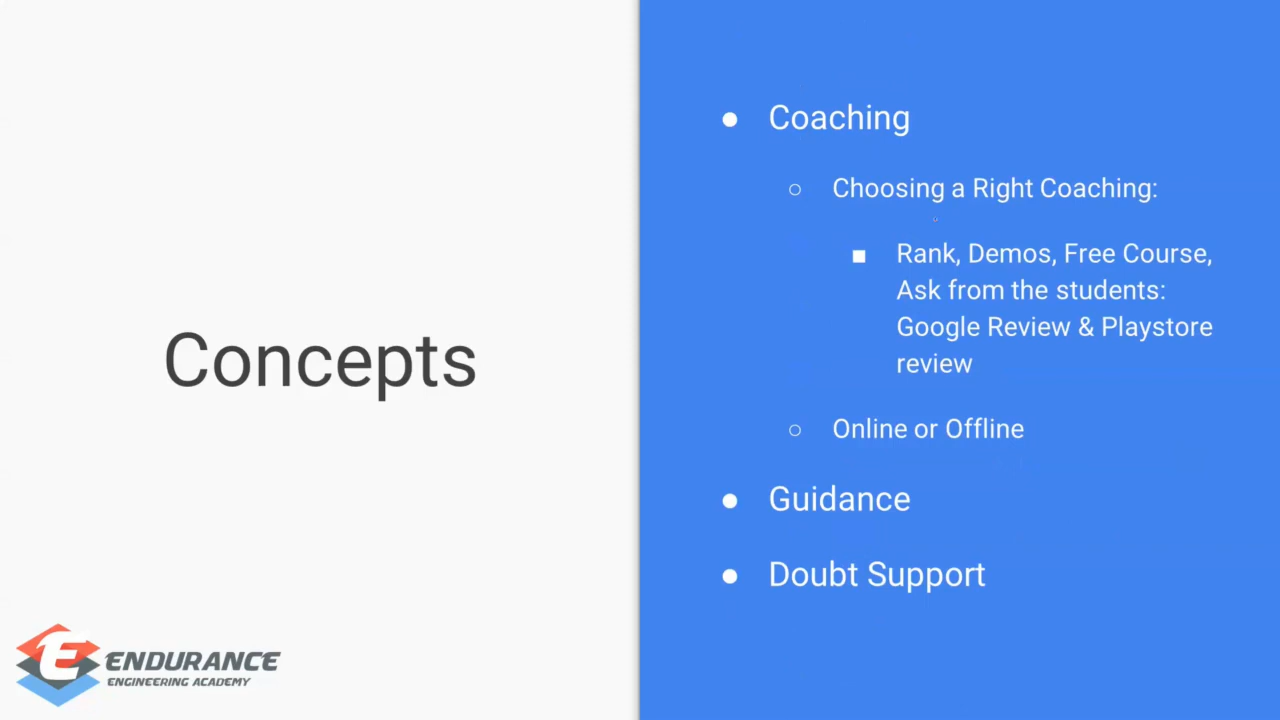 Concepts
● Coaching
○ Choosing a Right Coaching:
■ Rank, Demos, Free Course,
Ask from the students:
Google Review & Playstore
review
○ Online or Offline
● Guidance
● Doubt Support
E ENDURANCE
ENGINEERING ACADEMY